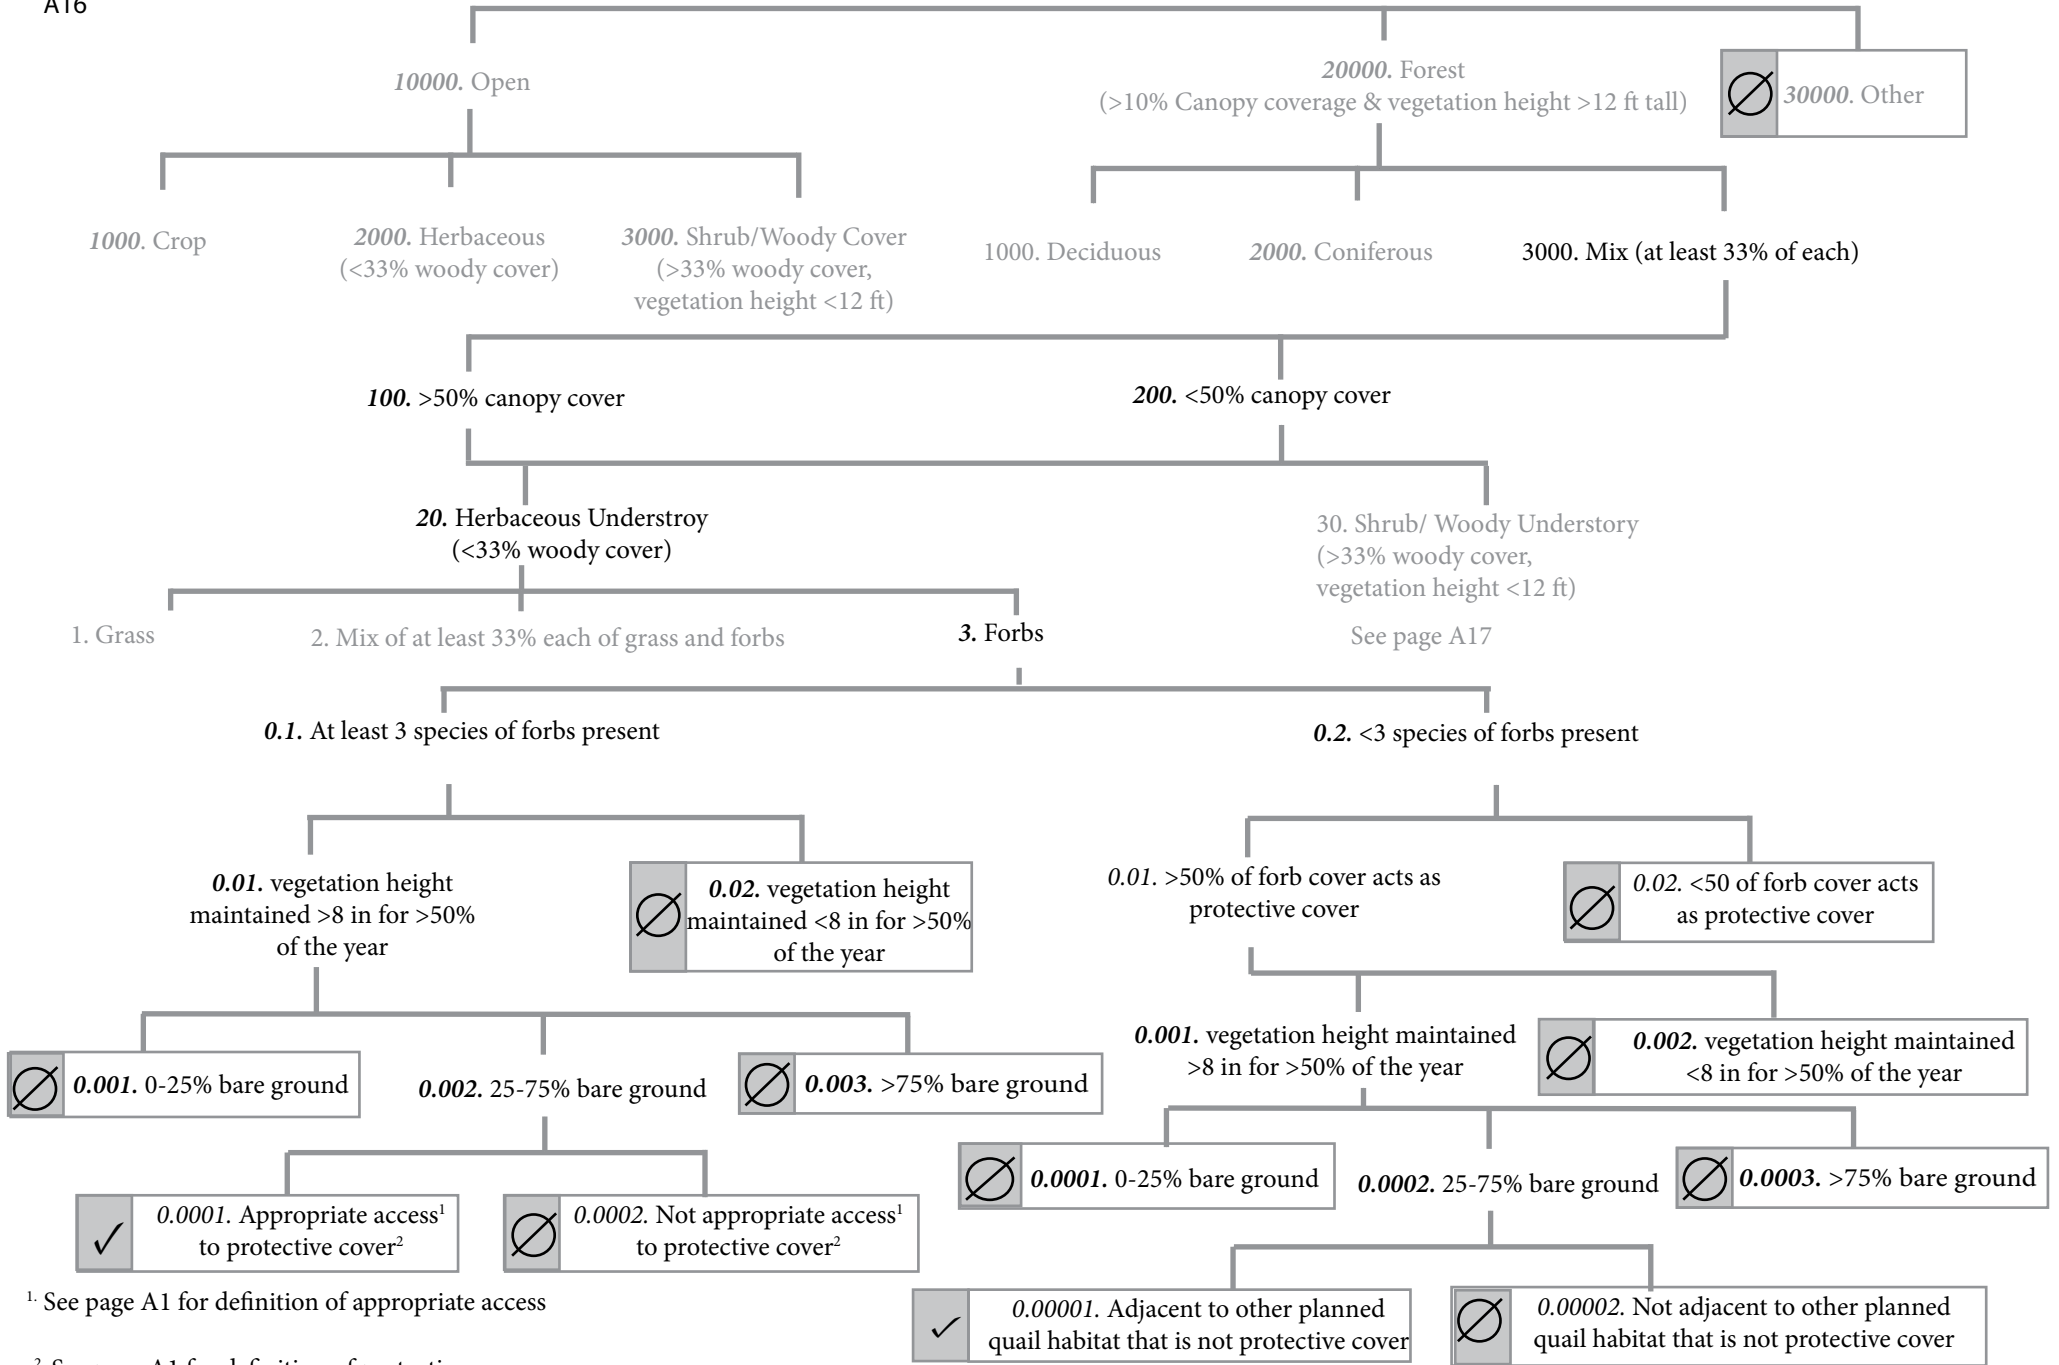 A16
10000. Open
20000. Forest
(>10% Canopy coverage & vegetation height >12 ft tall)
30000. Other
1000. Crop
2000. Herbaceous
(<33% woody cover)
3000. Shrub/Woody Cover
(>33% woody cover,
vegetation height <12 ft)
1000. Deciduous
2000. Coniferous
3000. Mix (at least 33% of each)
100. >50% canopy cover
200. <50% canopy cover
20. Herbaceous Understroy
(<33% woody cover)
30. Shrub/ Woody Understory
(>33% woody cover,
vegetation height <12 ft)
See page A17
1. Grass
2. Mix of at least 33% each of grass and forbs
3. Forbs
0.1. At least 3 species of forbs present
0.2. <3 species of forbs present
0.01. vegetation height
maintained >8 in for >50%
of the year
0.02. vegetation height
maintained <8 in for >50%
of the year
0.01. >50% of forb cover acts as
protective cover
0.02. <50 of forb cover acts
as protective cover
0.001. 0-25% bare ground
0.002. 25-75% bare ground
0.003. >75% bare ground
0.001. vegetation height maintained
>8 in for >50% of the year
0.002. vegetation height maintained
<8 in for >50% of the year
0.0001. Appropriate access1
to protective cover2
0.0002. Not appropriate access1
to protective cover2
0.0001. 0-25% bare ground
0.0002. 25-75% bare ground
0.0003. >75% bare ground
0.00001. Adjacent to other planned
quail habitat that is not protective cover
0.00002. Not adjacent to other planned
quail habitat that is not protective cover
1. See page A1 for definition of appropriate access
2. See page A1 for definition of protective